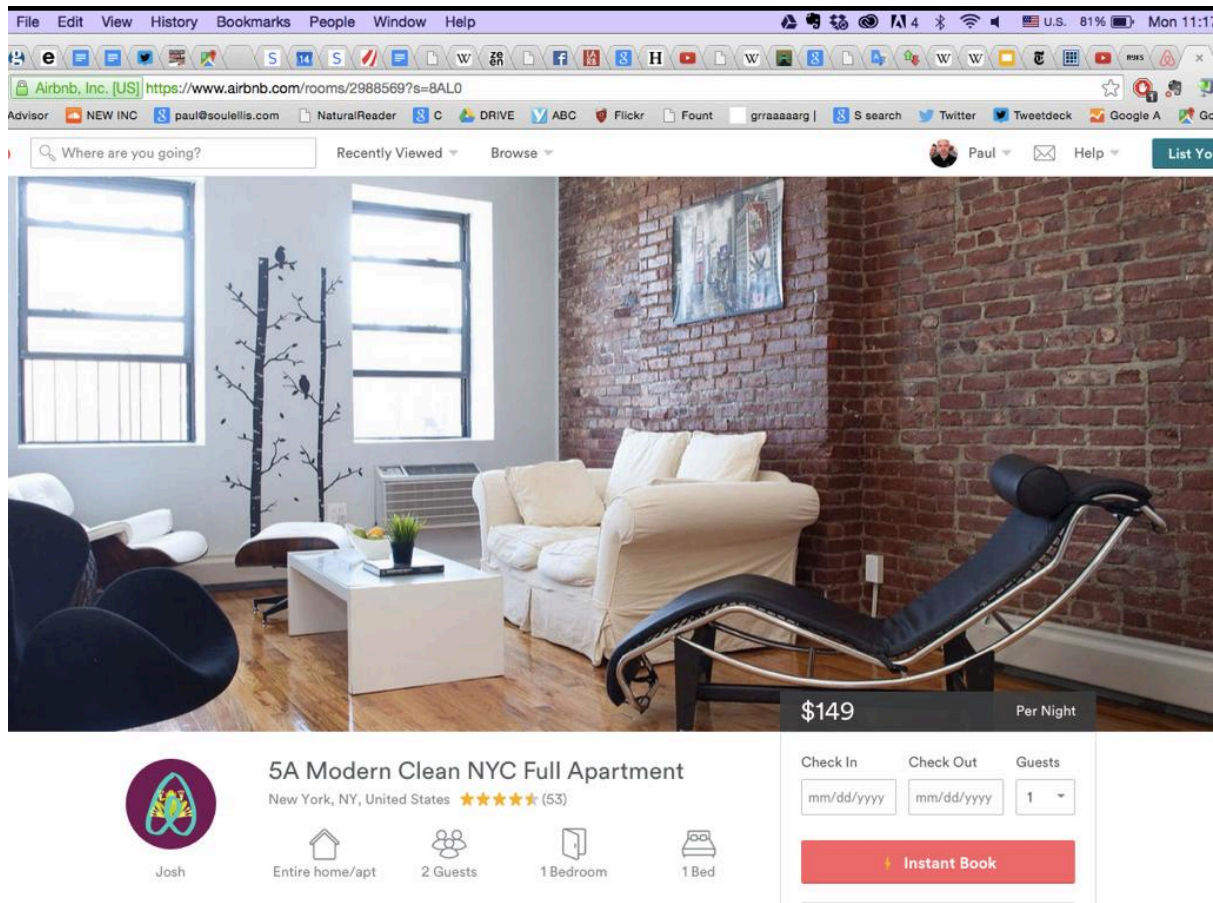 File Edit View History Bookmarks People Window Help 4 U.S. 81% Mon 11:17
Airbnb, Inc. [US] https://www.airbnb.com/rooms/2988569?s=8AL0
Advisor NEW INC paul@soulellis.com NaturalReader C DRIVE ABC Flickr Fount grraaaaarg | S search Twitter Tweetdeck Google A Go
Where are you going? Recently Viewed Browse Paul Help List Yo
$149 Per Night
5A Modern Clean NYC Full Apartment
New York, NY, United States (53)
Check In Check Out Guests
mm/dd/yyyy mm/dd/yyyy 1
Josh
Entire home/apt 2 Guests 1 Bedroom 1 Bed
Instant Book